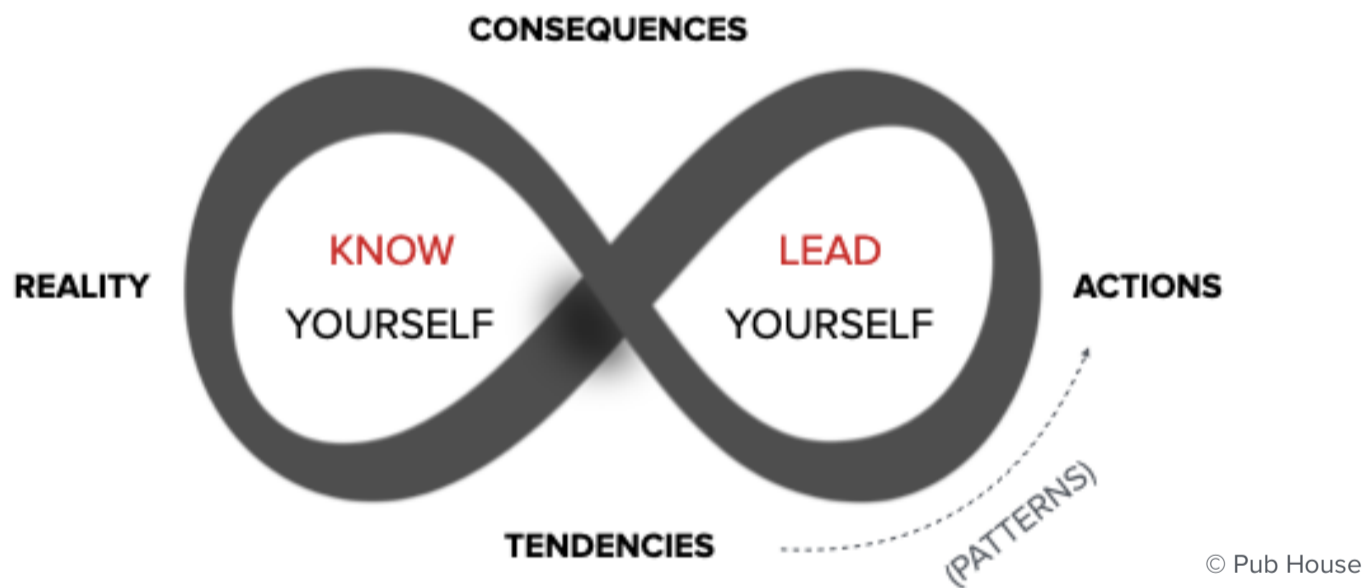 CONSEQUENCES
KNOW
YOURSELF
LEAD
YOURSELF
REALITY
ACTIONS
TENDENCIES
(PATTERNS)
© Pub House